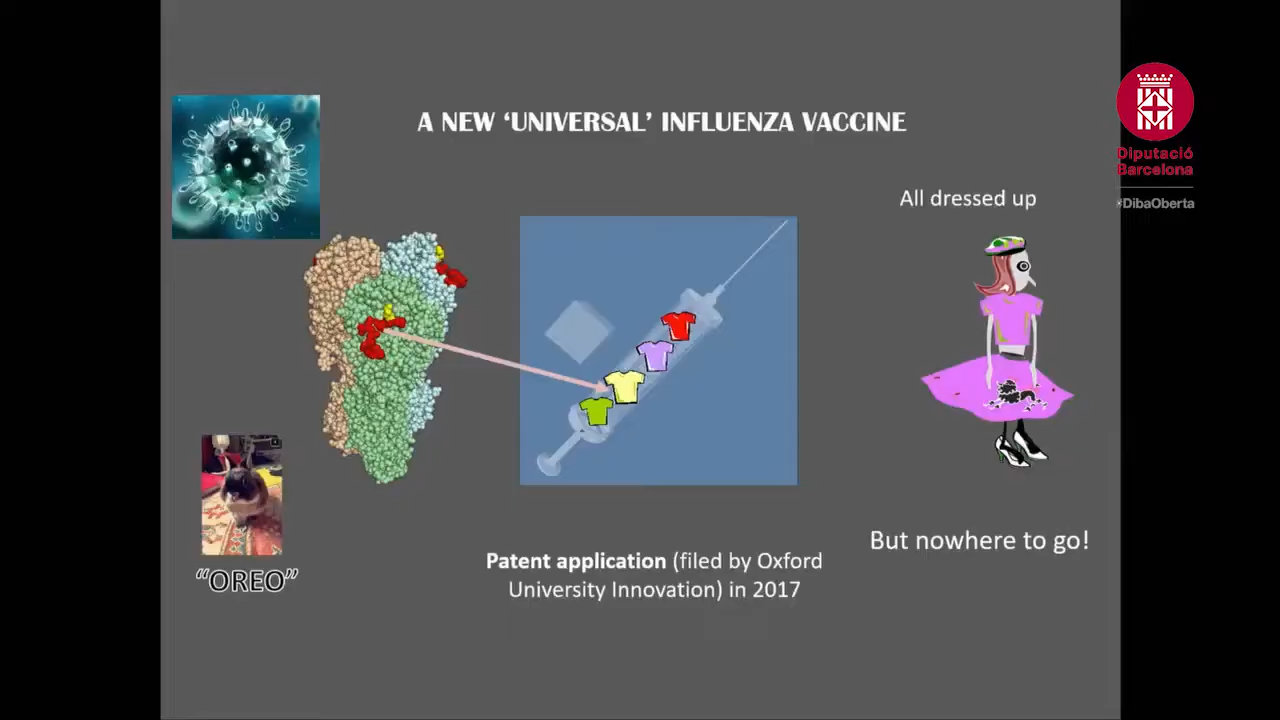 A NEW ‘UNIVERSAL’ INFLUENZA VACCINE
Diputació
Barcelona
#DibaOberta
All dressed up
But nowhere to go!
Patent application (filed by Oxford
University Innovation) in 2017
“OREO”